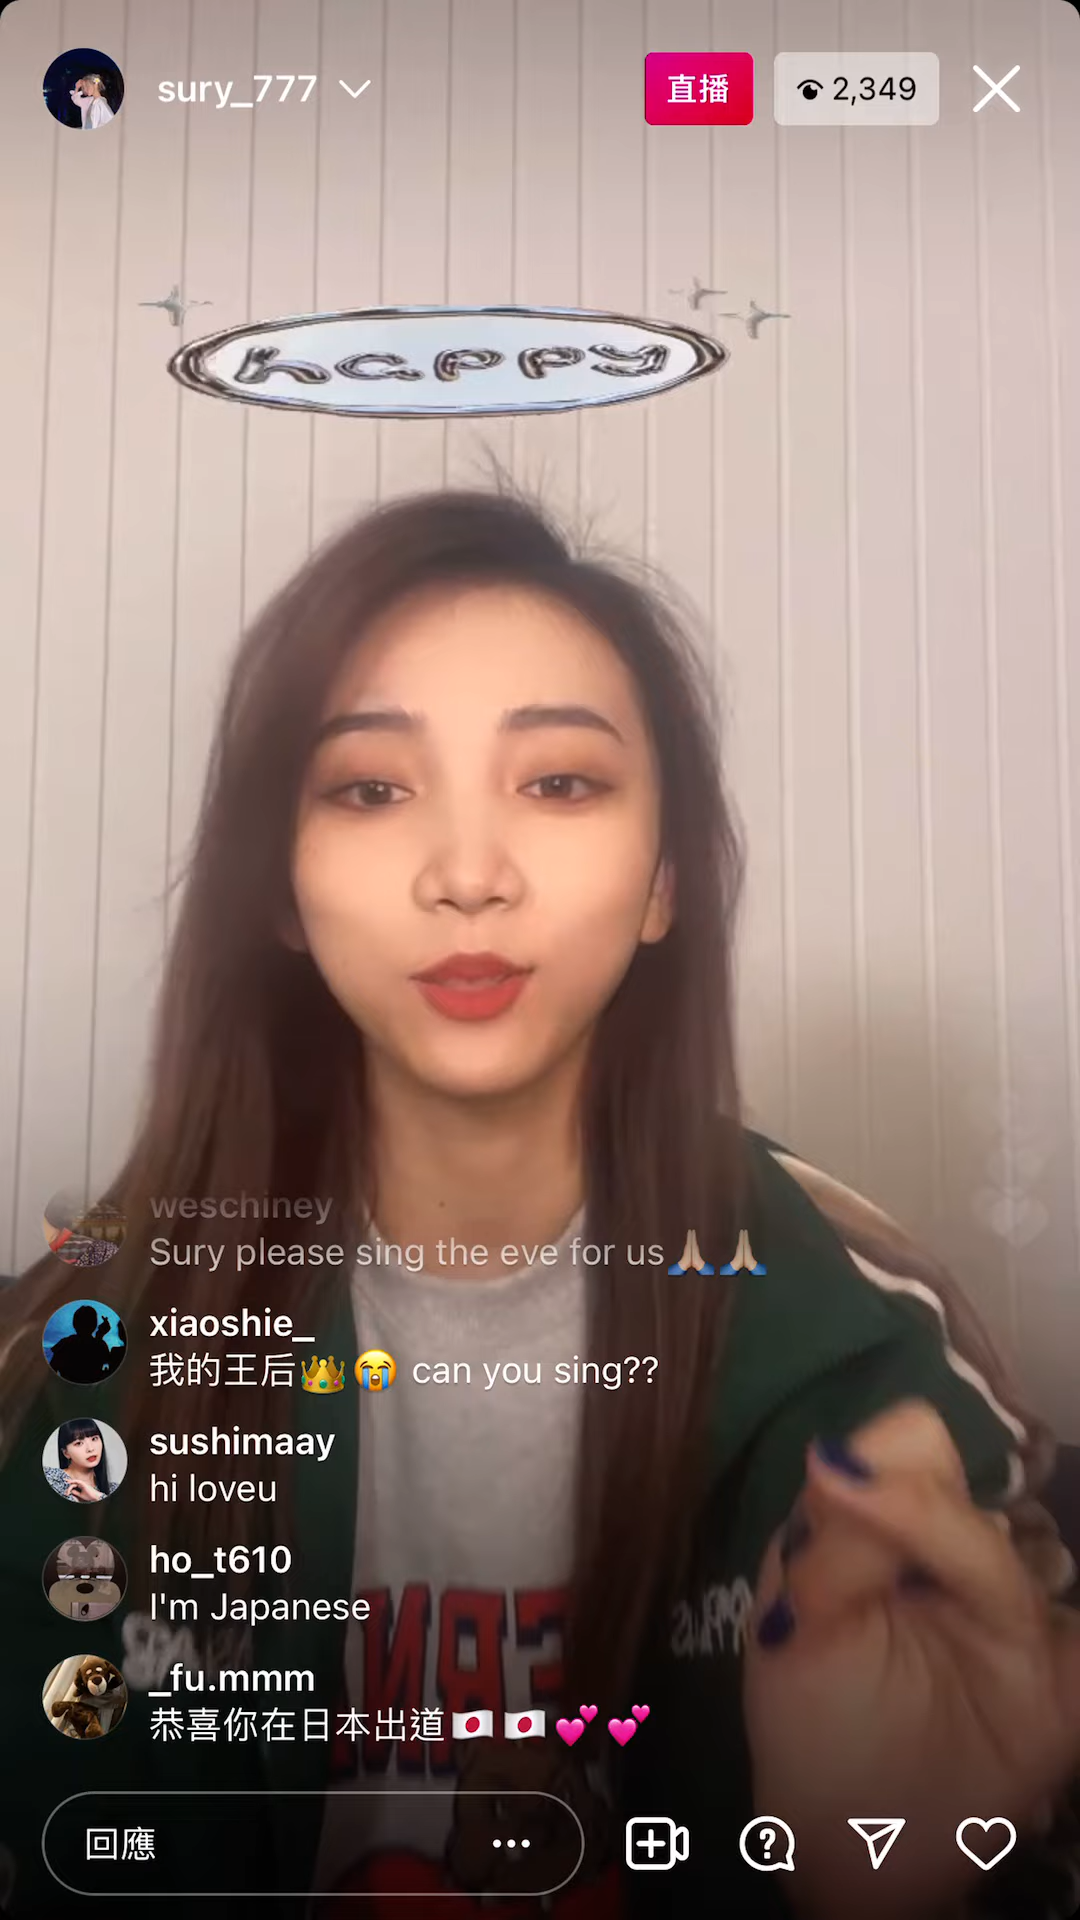 sury_777
直播
2,349
happy
weschiney
Sury please sing the eve for us🙏🏻🙏🏻
xiaoshie_
我的王后👑😭 can you sing??
sushimaay
hi loveu
ho_t610
I'm Japanese
_fu.mmm
恭喜你在日本出道🇯🇵🇯🇵💕💕
回應